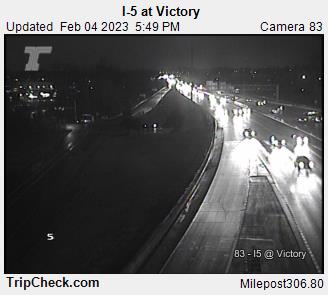 I-5 at Victory
Updated Feb 04 2023 5:49 PM Camera 83
T
S
83 - I5 @ Victory
TripCheck.com Milepost306.80